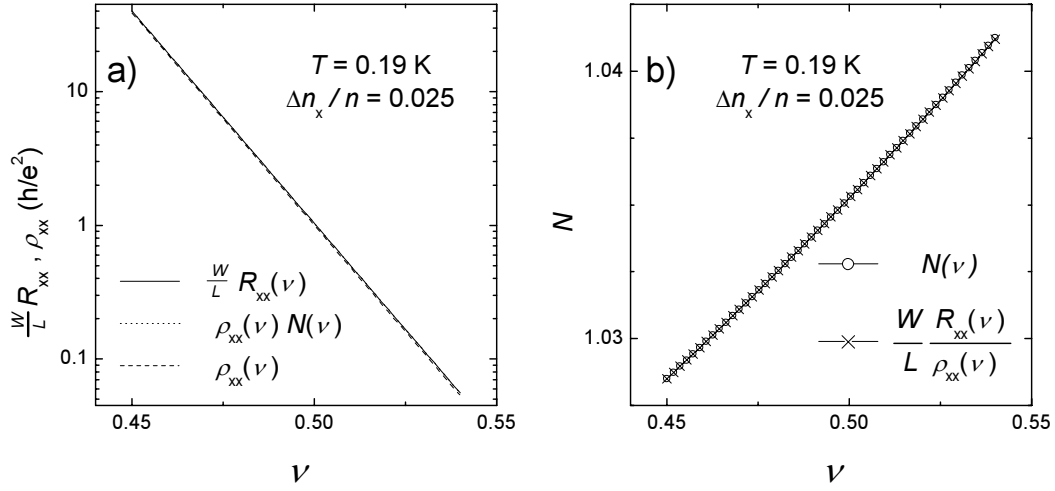 a)
T = 0.19 K
Δn_x / n = 0.025
10
1
0.1
W/L R_xx , ρ_xx (h/e²)
W/L R_xx(ν)
ρ_xx(ν) N(ν)
ρ_xx(ν)
0.45 0.50 0.55
ν
b)
T = 0.19 K
Δn_x / n = 0.025
1.04
1.03
N
N(ν)
W/L R_xx(ν)/ρ_xx(ν)
0.45 0.50 0.55
ν